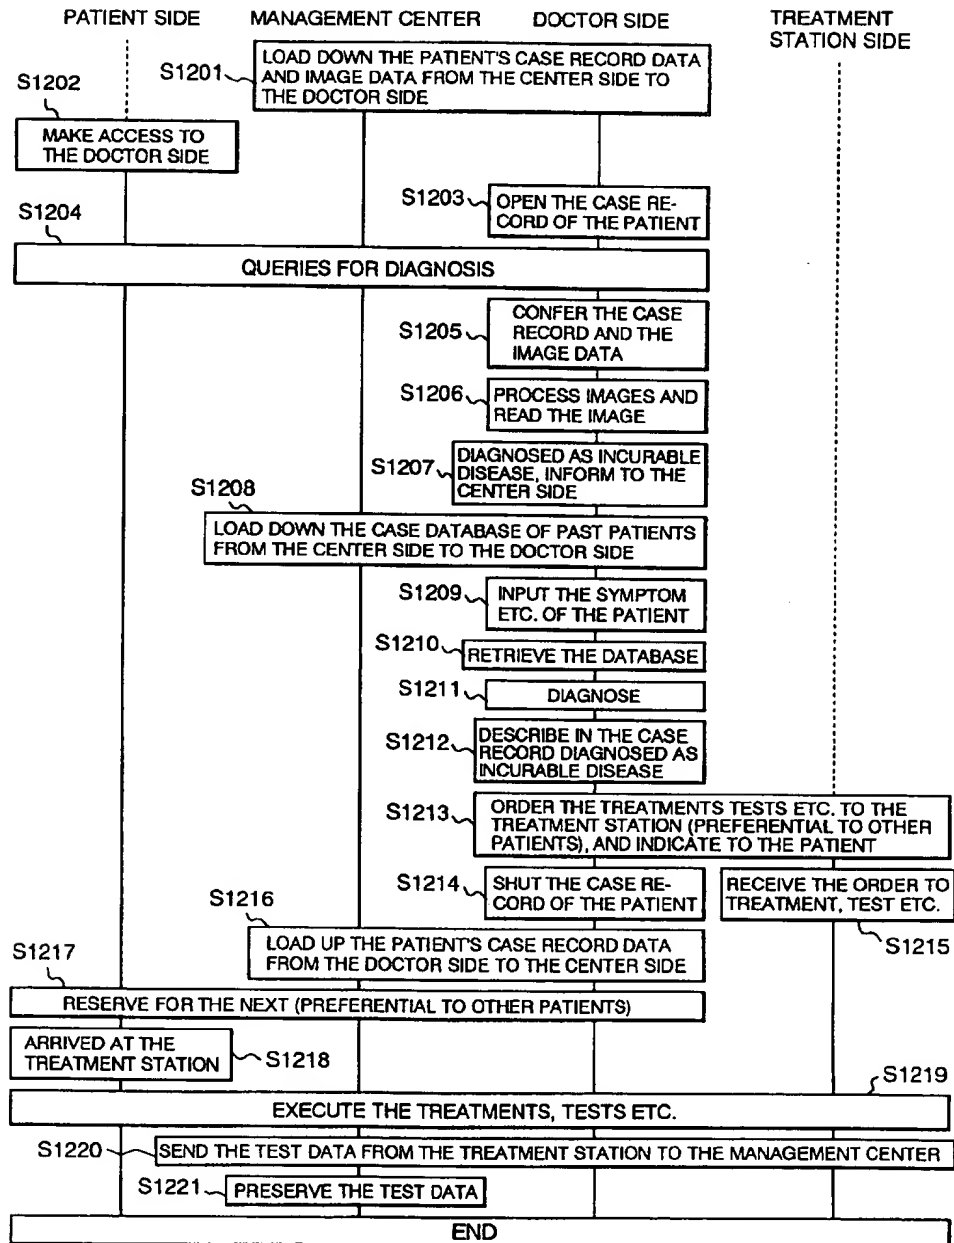 PATIENT SIDE
MANAGEMENT CENTER
DOCTOR SIDE
TREATMENT
STATION SIDE
S1201
LOAD DOWN THE PATIENT'S CASE RECORD DATA
AND IMAGE DATA FROM THE CENTER SIDE TO
THE DOCTOR SIDE
S1202
MAKE ACCESS TO
THE DOCTOR SIDE
S1203
OPEN THE CASE RE-
CORD OF THE PATIENT
S1204
QUERIES FOR DIAGNOSIS
S1205
CONFER THE CASE
RECORD AND THE
IMAGE DATA
S1206
PROCESS IMAGES AND
READ THE IMAGE
S1207
DIAGNOSED AS INCURABLE
DISEASE, INFORM TO THE
CENTER SIDE
S1208
LOAD DOWN THE CASE DATABASE OF PAST PATIENTS
FROM THE CENTER SIDE TO THE DOCTOR SIDE
S1209
INPUT THE SYMPTOM
ETC. OF THE PATIENT
S1210
RETRIEVE THE DATABASE
S1211
DIAGNOSE
S1212
DESCRIBE IN THE CASE
RECORD DIAGNOSED AS
INCURABLE DISEASE
S1213
ORDER THE TREATMENTS TESTS ETC. TO THE
TREATMENT STATION (PREFERENTIAL TO OTHER
PATIENTS), AND INDICATE TO THE PATIENT
S1214
SHUT THE CASE RE-
CORD OF THE PATIENT
RECEIVE THE ORDER TO
TREATMENT, TEST ETC.
S1215
S1216
LOAD UP THE PATIENT'S CASE RECORD DATA
FROM THE DOCTOR SIDE TO THE CENTER SIDE
S1217
RESERVE FOR THE NEXT (PREFERENTIAL TO OTHER PATIENTS)
ARRIVED AT THE
TREATMENT STATION
S1218
S1219
EXECUTE THE TREATMENTS, TESTS ETC.
S1220
SEND THE TEST DATA FROM THE TREATMENT STATION TO THE MANAGEMENT CENTER
S1221
PRESERVE THE TEST DATA
END